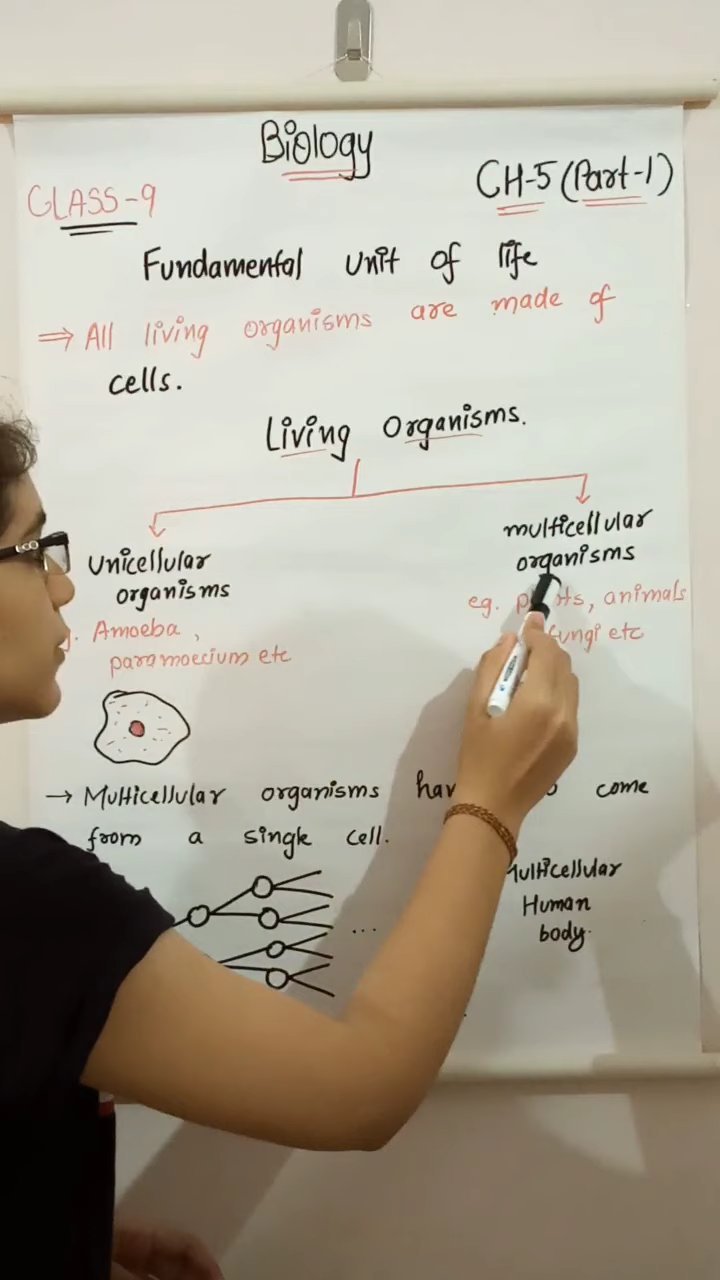 Biology
CLASS-9
CH-5 (Part-1)
Fundamental unit of life
⇒ All living organisms are made of
cells.
Living Organisms.
Unicellular
organisms
multicellular
organisms
Amoeba,
paramoecium etc
eg. animals
fungi etc
→ Multicellular organisms come
from a single cell.
...
Multicellular
Human
body.